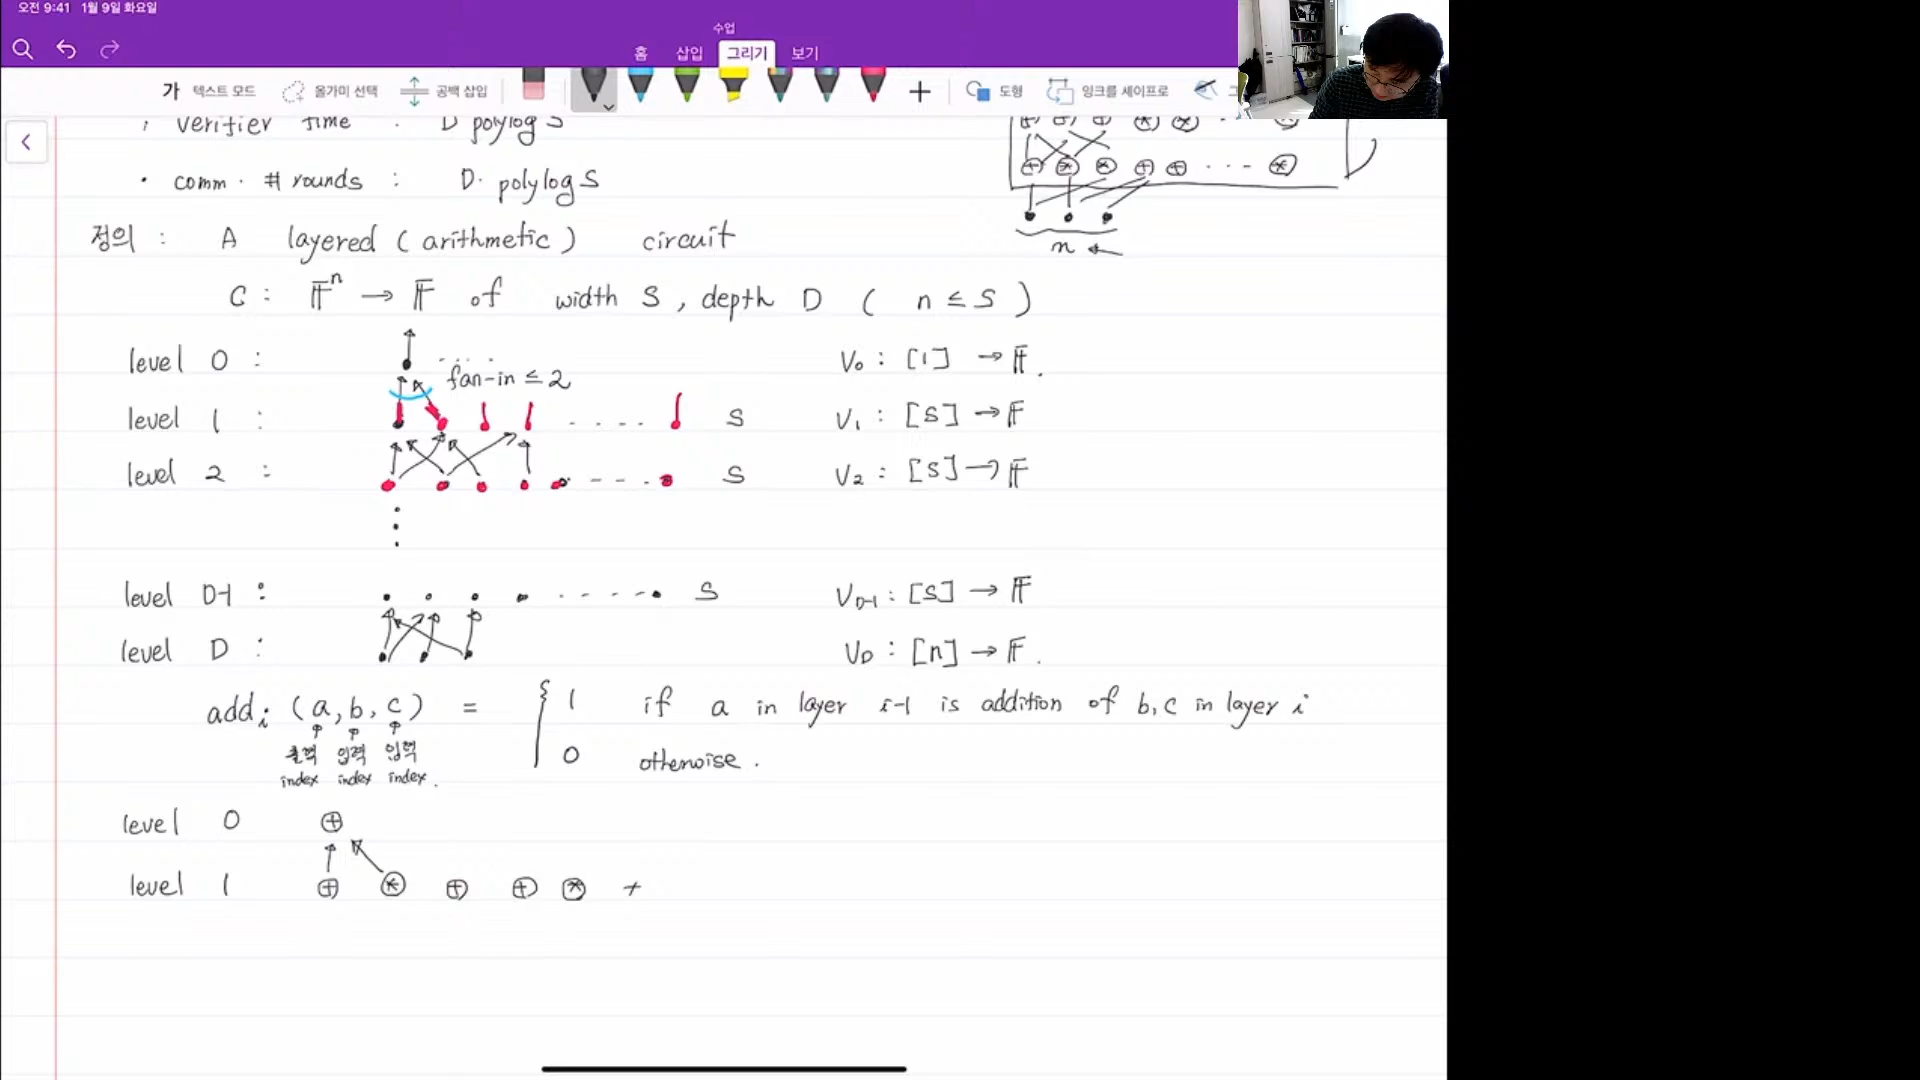 오전 9:41 1월 9일 화요일
수업
홈 삽입 그리기 보기
가 텍스트 모드 올가미 선택 공백 삽입 도형 잉크를 셰이프로
verifier time : D polylog S
· comm. # rounds : D· polylog S
n ←
정의 : A layered (arithmetic) circuit
C : 𝔽ⁿ → 𝔽 of width S, depth D ( n ≤ S )
level 0 : . . . . . V₀ : [1] → 𝔽.
fan-in ≤ 2
level 1 : . . . . S V₁ : [S] → 𝔽
level 2 : - - - . S V₂ : [S] → 𝔽
level D-1 : . - - - . S V_{D-1} : [S] → 𝔽
level D : V_D : [n] → 𝔽.
addᵢ (a, b, c) = { 1 if a in layer i-1 is addition of b, c in layer i
0 otherwise.
출력 입력 입력
index index index.
level 0 ⊕
level 1 ⊕ ⊛ ⊕ ⊕ ⊛ +